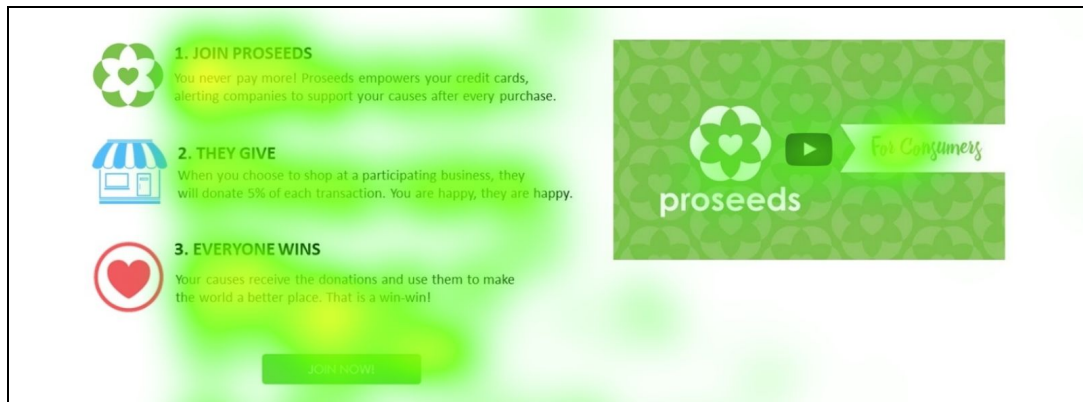 1. JOIN PROSEEDS
You never pay more! Proseeds empowers your credit cards,
alerting companies to support your causes after every purchase.
2. THEY GIVE
When you choose to shop at a participating business, they
will donate 5% of each transaction. You are happy, they are happy.
3. EVERYONE WINS
Your causes receive the donations and use them to make
the world a better place. That is a win-win!
JOIN NOW!
For Consumers
proseeds